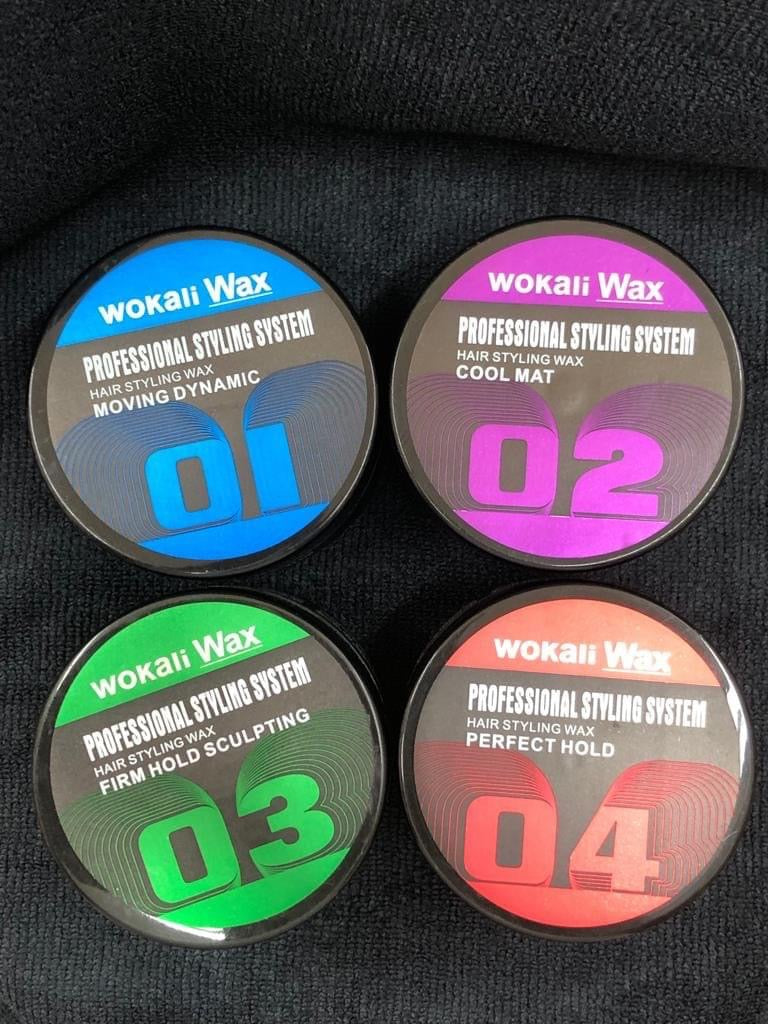 woKali Wax
PROFESSIONAL STYLING SYSTEM
HAIR STYLING WAX
MOVING DYNAMIC
01
woKali Wax
PROFESSIONAL STYLING SYSTEM
HAIR STYLING WAX
COOL MAT
02
woKali Wax
PROFESSIONAL STYLING SYSTEM
HAIR STYLING WAX
FIRM HOLD SCULPTING
03
woKali Wax
PROFESSIONAL STYLING SYSTEM
HAIR STYLING WAX
PERFECT HOLD
04